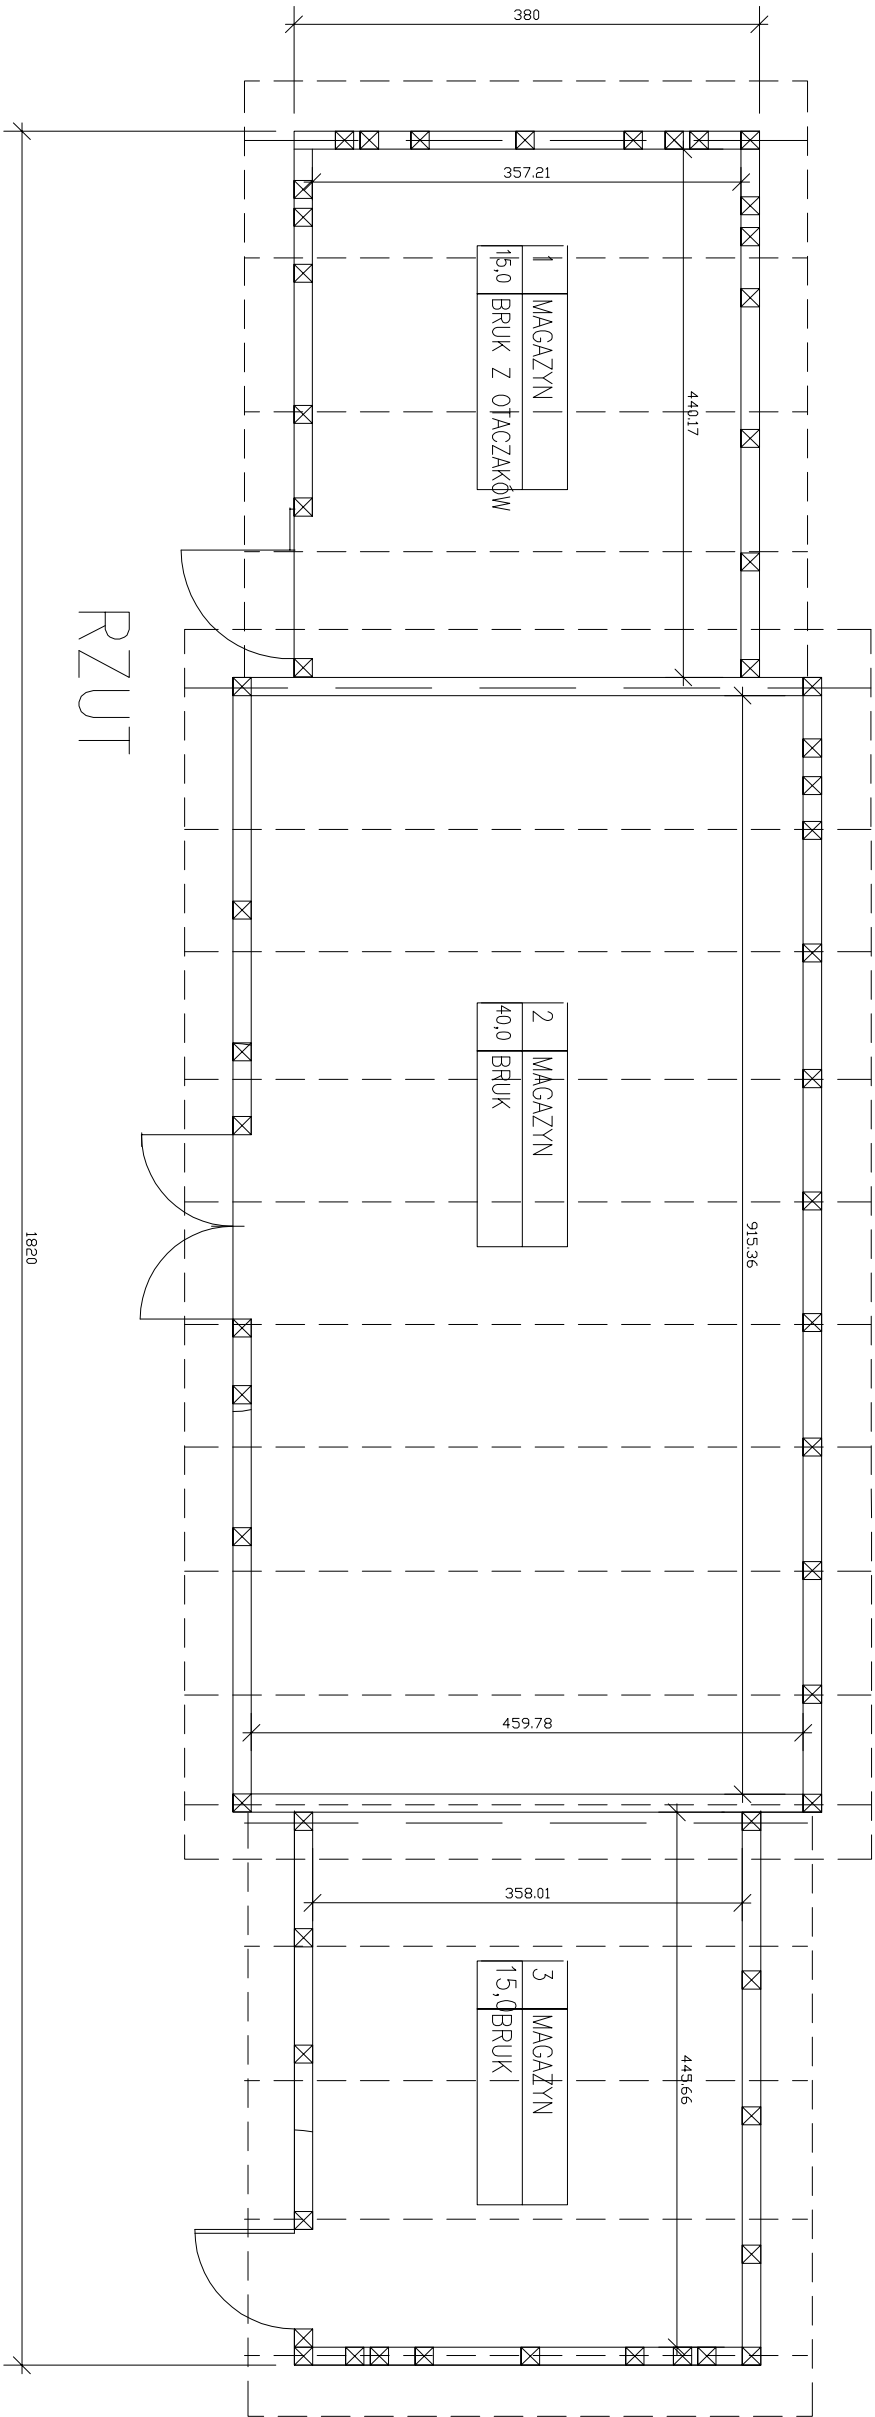 380
357.21
1 MAGAZYN
15,0 BRUK Z OTACZAKÓW
440.17
RZUT
2 MAGAZYN
40,0 BRUK
915.36
1820
459.78
358.01
3 MAGAZYN
15,0 BRUK
445.66